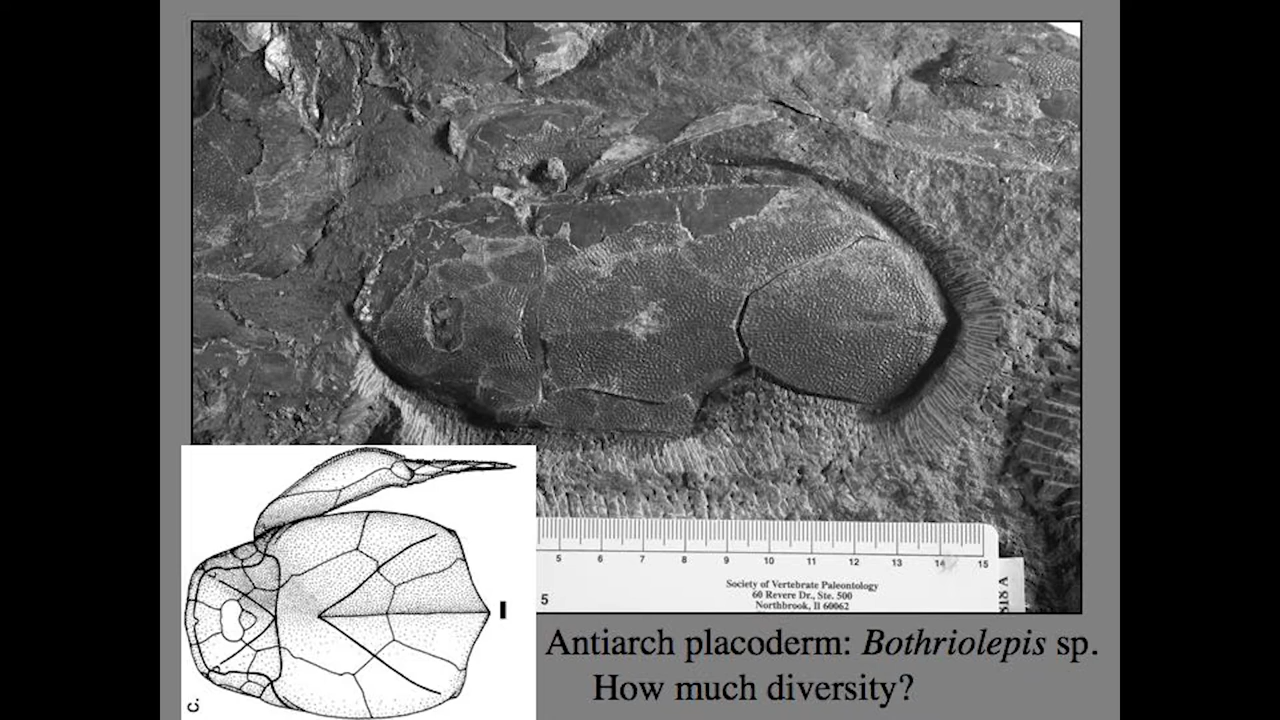 5 6 7 8 9 10 11 12 13 14 15
Society of Vertebrate Paleontology
60 Revere Dr., Ste. 500
Northbrook, Il 60062
5
818 A
c.
Antiarch placoderm: Bothriolepis sp.
How much diversity?